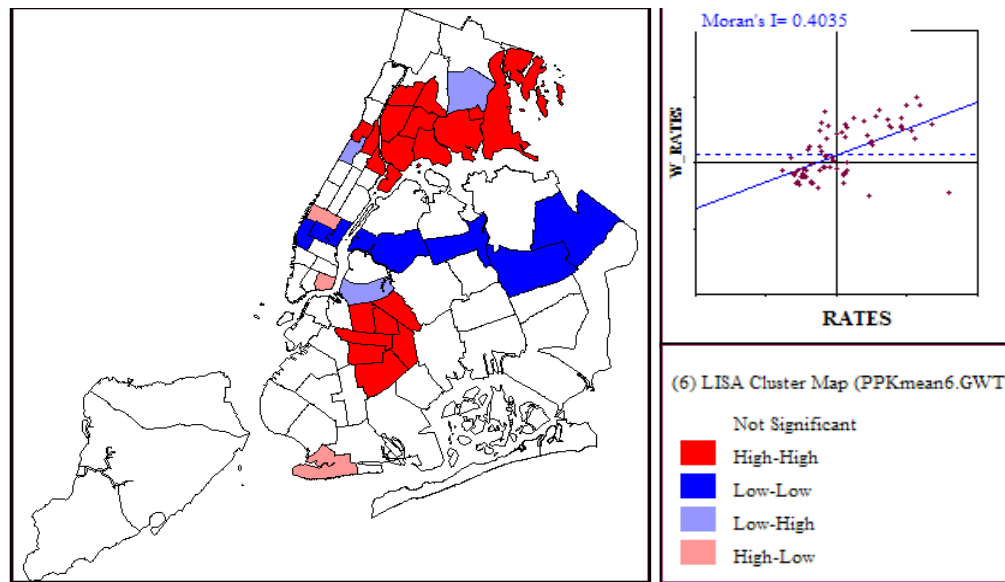 Moran's I= 0.4035
W_RATES
RATES
(6) LISA Cluster Map (PPKmean6.GWT
Not Significant
High-High
Low-Low
Low-High
High-Low